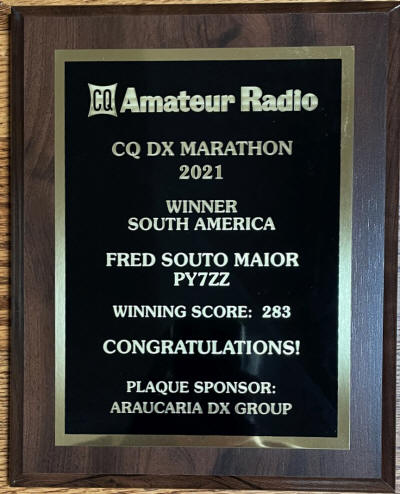 CQ Amateur Radio
CQ DX MARATHON
2021
WINNER
SOUTH AMERICA
FRED SOUTO MAIOR
PY7ZZ
WINNING SCORE: 283
CONGRATULATIONS!
PLAQUE SPONSOR:
ARAUCARIA DX GROUP